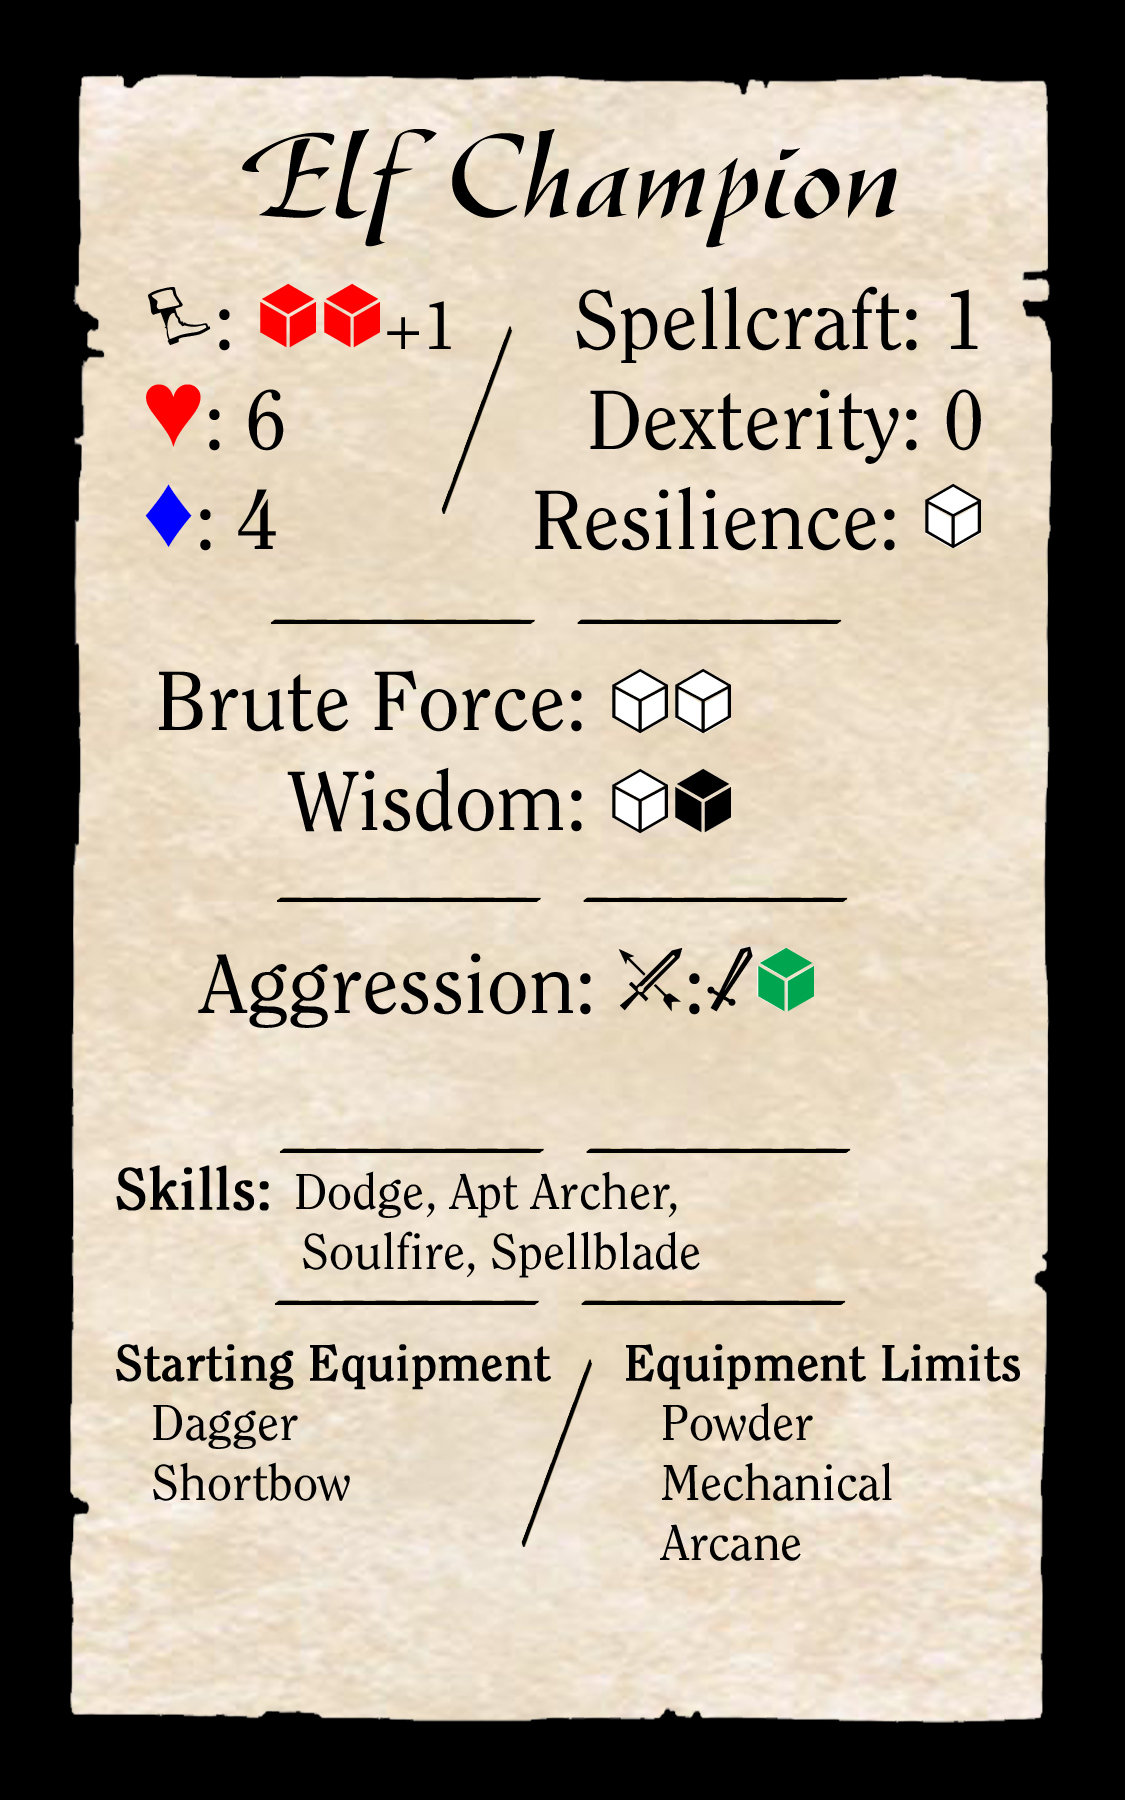 Elf Champion
: +1
Spellcraft: 1
: 6
Dexterity: 0
: 4
Resilience:
Brute Force:
Wisdom:
Aggression: :
Skills: Dodge, Apt Archer,
Soulfire, Spellblade
Starting Equipment
Dagger
Shortbow
Equipment Limits
Powder
Mechanical
Arcane